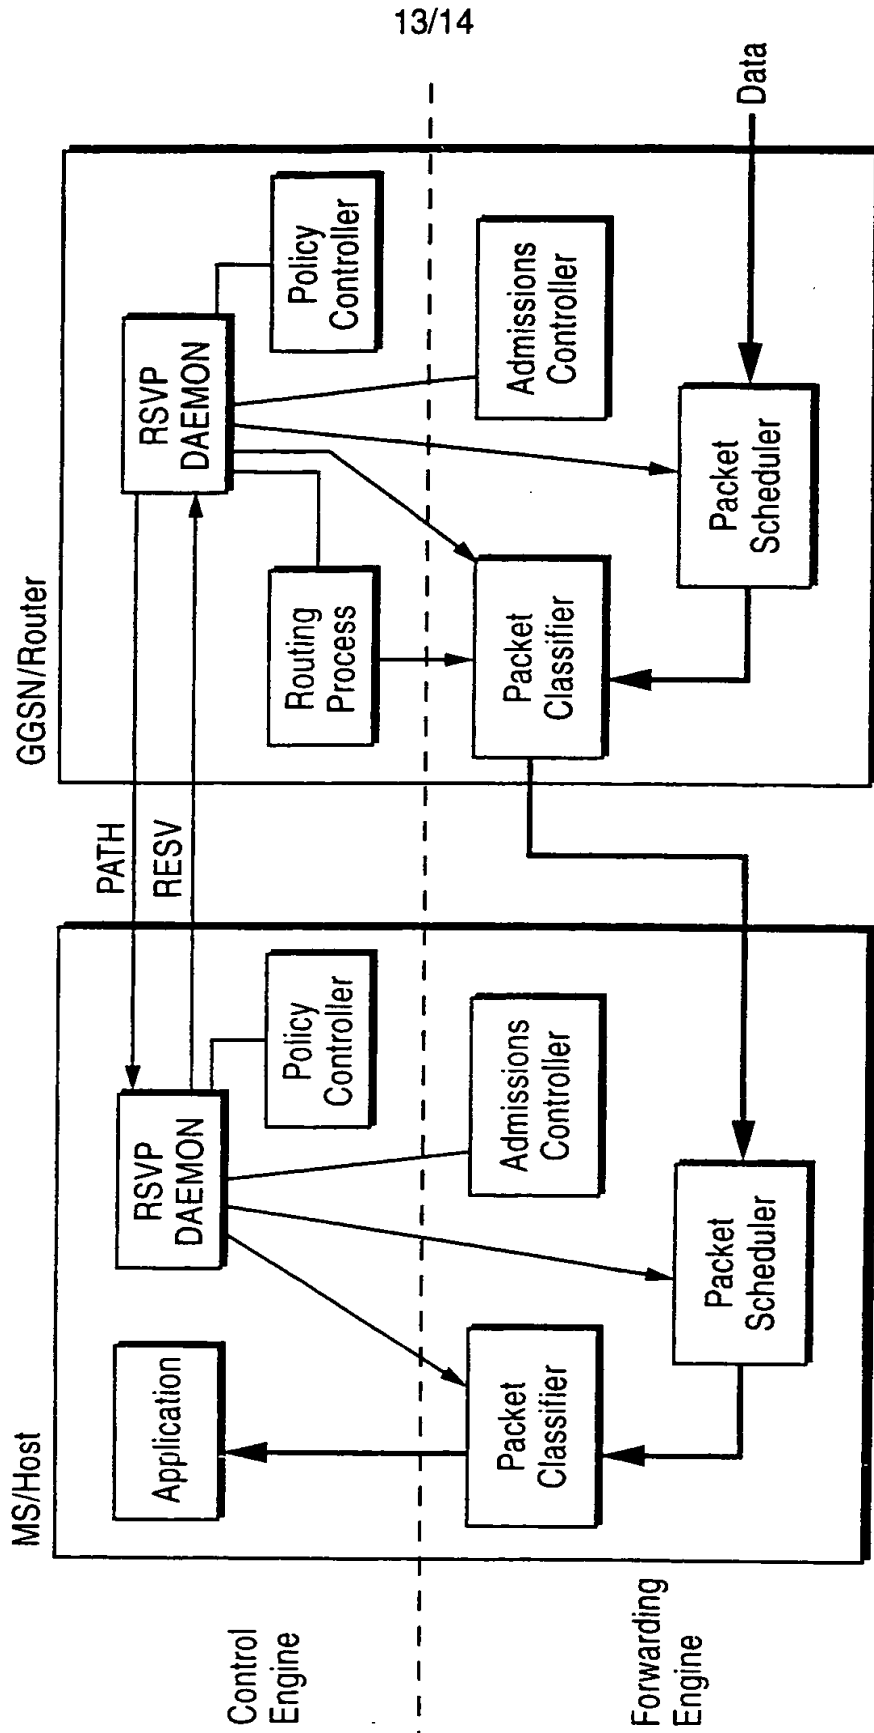 13/14
MS/Host
GGSN/Router
Control
Engine
Forwarding
Engine
PATH
RESV
Application
RSVP
DAEMON
Policy
Controller
Packet
Classifier
Admissions
Controller
Packet
Scheduler
RSVP
DAEMON
Routing
Process
Policy
Controller
Packet
Classifier
Admissions
Controller
Packet
Scheduler
Data